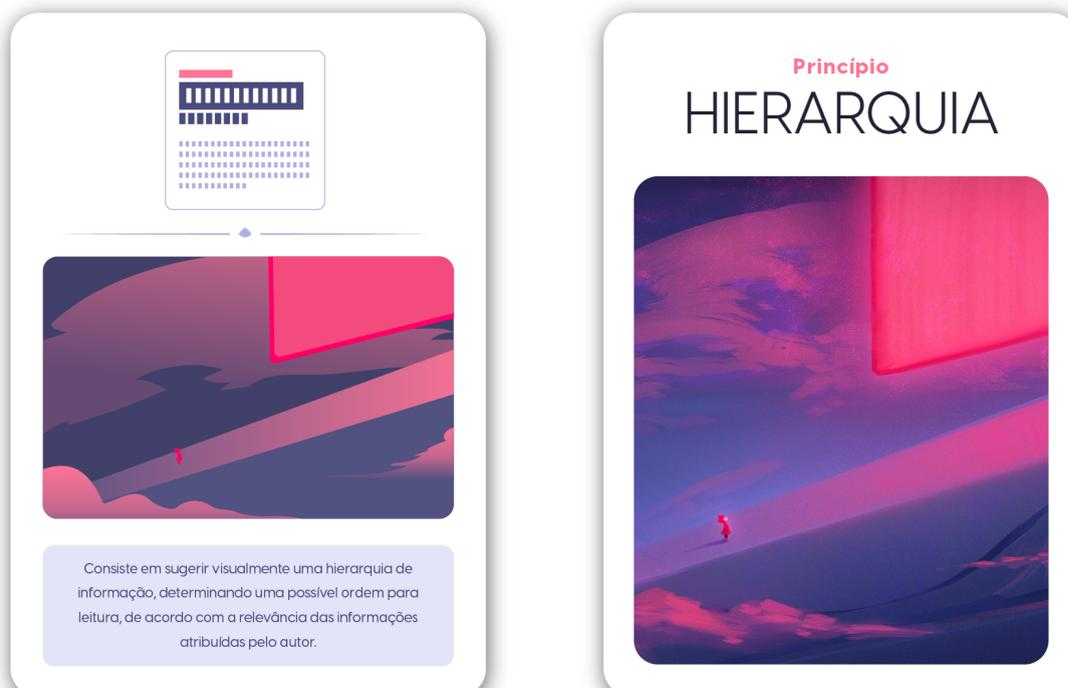 Consiste em sugerir visualmente uma hierarquia de
informação, determinando uma possível ordem para
leitura, de acordo com a relevância das informações
atribuídas pelo autor.
Princípio
HIERARQUIA